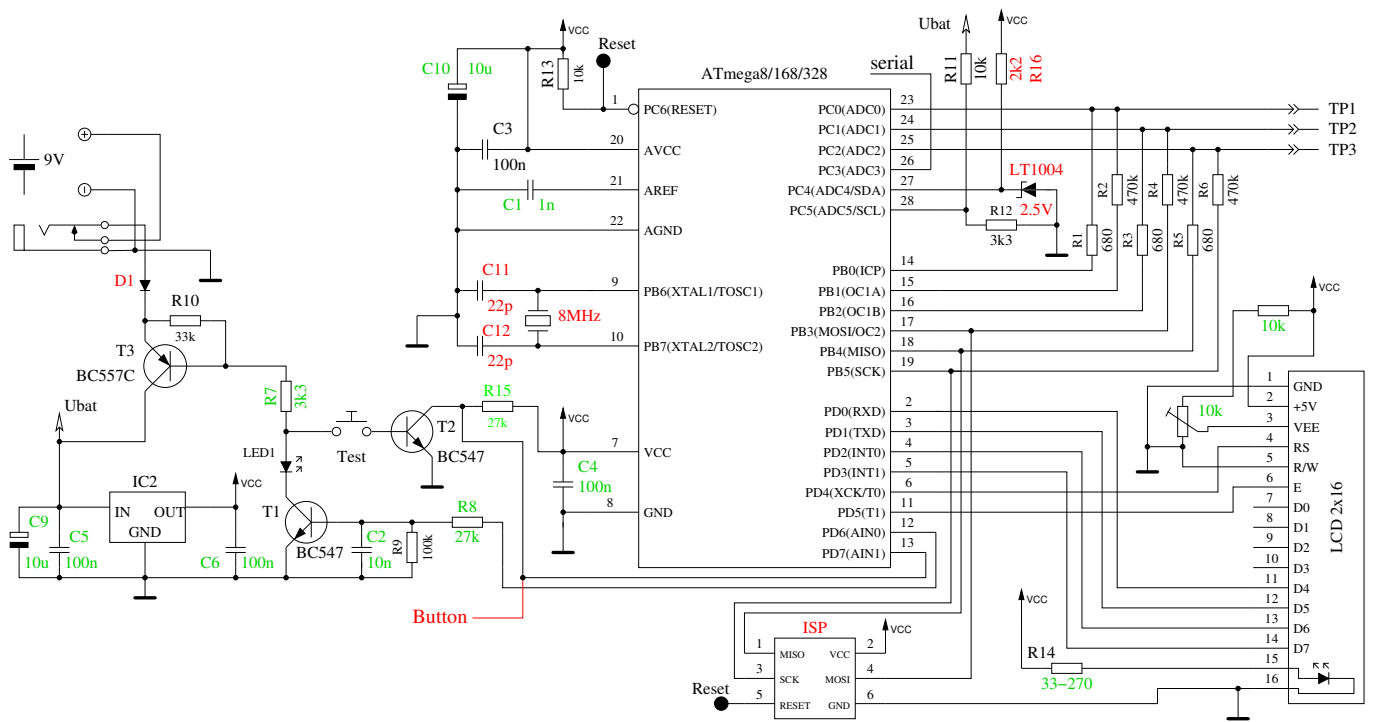 9V
D1
R10
33k
T3
BC557C
Ubat
R7
3k3
LED1
Test
T2
BC547
R15
27k
VCC
IC2
IN
OUT
GND
VCC
C9
10u
C5
100n
C6
100n
T1
BC547
C2
10n
R9
100k
R8
27k
Button
C4
100n
C10
10u
VCC
R13
10k
Reset
C3
100n
C1
1n
C11
22p
C12
22p
8MHz
ATmega8/168/328
1 PC6(RESET)
20 AVCC
21 AREF
22 AGND
9 PB6(XTAL1/TOSC1)
10 PB7(XTAL2/TOSC2)
7 VCC
8 GND
PC0(ADC0) 23
PC1(ADC1) 24
PC2(ADC2) 25
PC3(ADC3) 26
PC4(ADC4/SDA) 27
PC5(ADC5/SCL) 28
PB0(ICP) 14
PB1(OC1A) 15
PB2(OC1B) 16
PB3(MOSI/OC2) 17
PB4(MISO) 18
PB5(SCK) 19
PD0(RXD) 2
PD1(TXD) 3
PD2(INT0) 4
PD3(INT1) 5
PD4(XCK/T0) 6
PD5(T1) 11
PD6(AIN0) 12
PD7(AIN1) 13
serial
Ubat
R11
10k
VCC
2k2
R16
LT1004
2.5V
R12
3k3
TP1
TP2
TP3
R1
680
R2
470k
R3
680
R4
470k
R5
680
R6
470k
VCC
10k
10k
1 GND
2 +5V
3 VEE
4 RS
5 R/W
6 E
7 D0
8 D1
9 D2
10 D3
11 D4
12 D5
13 D6
14 D7
15
16
LCD 2x16
VCC
R14
33−270
ISP
1 MISO
3 SCK
5 RESET
VCC 2
MOSI 4
GND 6
VCC
Reset